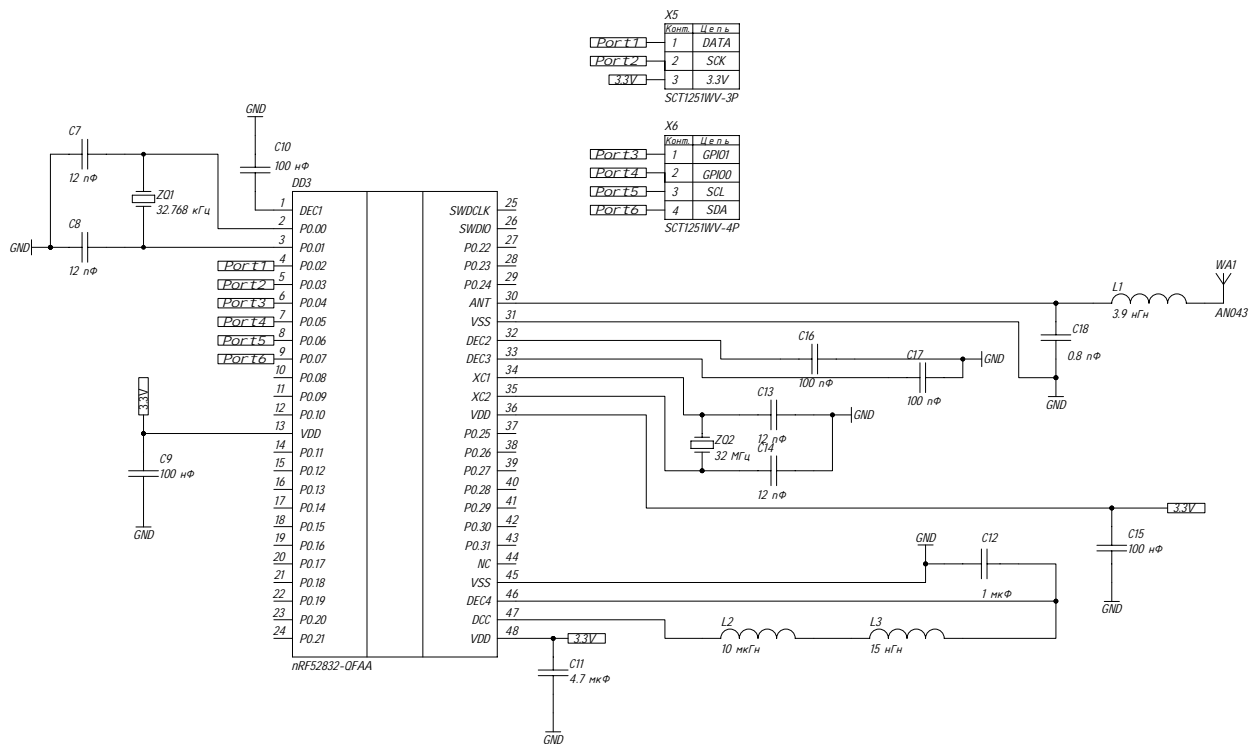 X5
Конт. Цепь
Port1 1 DATA
Port2 2 SCK
3.3V 3 3.3V
SCT1251WV-3P
X6
Конт. Цепь
Port3 1 GPIO1
Port4 2 GPIO0
Port5 3 SCL
Port6 4 SDA
SCT1251WV-4P
GND
C7
12 пФ
C10
100 нФ
ZQ1
32.768 кГц
C8
GND
12 пФ
DD3
1 DEC1
2 P0.00
3 P0.01
Port1 4 P0.02
Port2 5 P0.03
Port3 6 P0.04
Port4 7 P0.05
Port5 8 P0.06
Port6 9 P0.07
10 P0.08
11 P0.09
12 P0.10
13 VDD
14 P0.11
15 P0.12
16 P0.13
17 P0.14
18 P0.15
19 P0.16
20 P0.17
21 P0.18
22 P0.19
23 P0.20
24 P0.21
3.3V
C9
100 нФ
GND
SWDCLK 25
SWDIO 26
P0.22 27
P0.23 28
P0.24 29
ANT 30
VSS 31
DEC2 32
DEC3 33
XC1 34
XC2 35
VDD 36
P0.25 37
P0.26 38
P0.27 39
P0.28 40
P0.29 41
P0.30 42
P0.31 43
NC 44
VSS 45
DEC4 46
DCC 47
VDD 48
nRF52832-QFAA
WA1
L1
3.9 нГн
AN043
C18
0.8 пФ
GND
C16
100 пФ
C17
100 пФ
GND
C13
12 пФ
GND
ZQ2
32 МГц
C14
12 пФ
3.3V
C15
100 нФ
GND
GND
C12
1 мкФ
L2
10 мкГн
L3
15 нГн
3.3V
C11
4.7 мкФ
GND